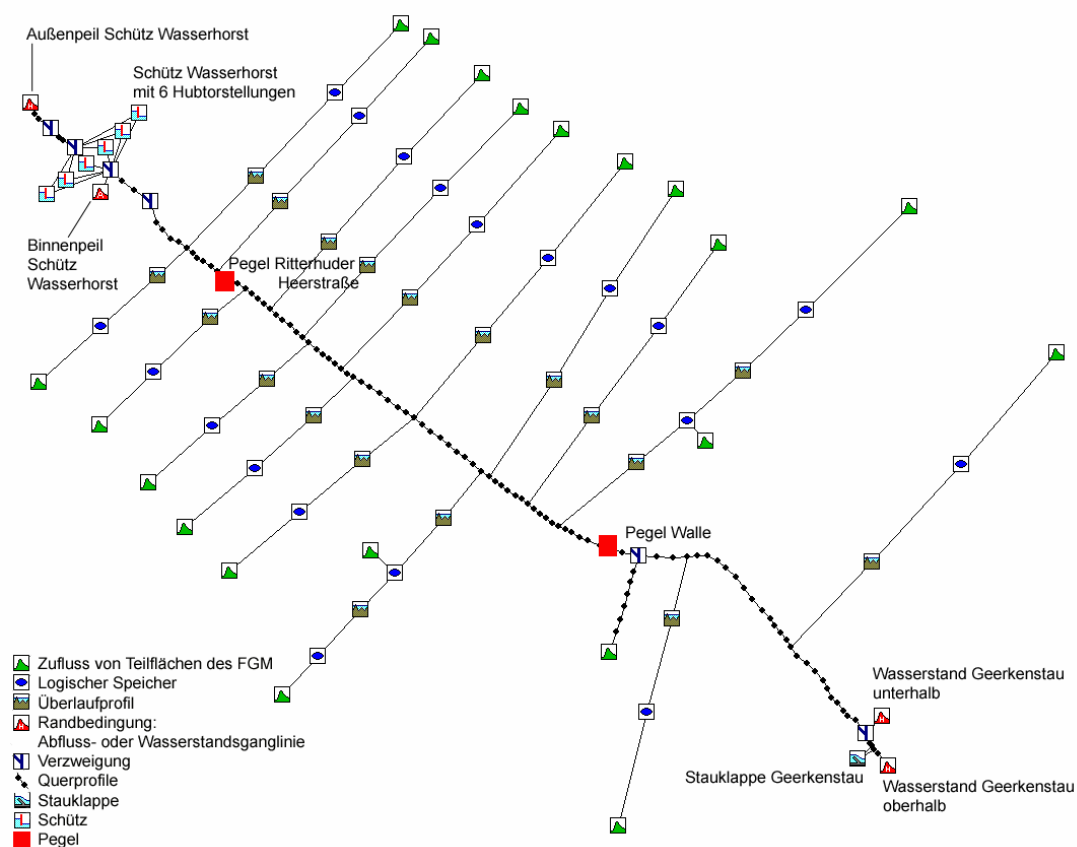 Außenpeil Schütz Wasserhorst
Schütz Wasserhorst
mit 6 Hubtorstellungen
Binnenpeil
Schütz
Wasserhorst
Pegel Ritterhuder
Heerstraße
Pegel Walle
Wasserstand Geerkenstau
unterhalb
Stauklappe Geerkenstau
Wasserstand Geerkenstau
oberhalb
Zufluss von Teilflächen des FGM
Logischer Speicher
Überlaufprofil
Randbedingung:
Abfluss- oder Wasserstandsganglinie
Verzweigung
Querprofile
Stauklappe
Schütz
Pegel